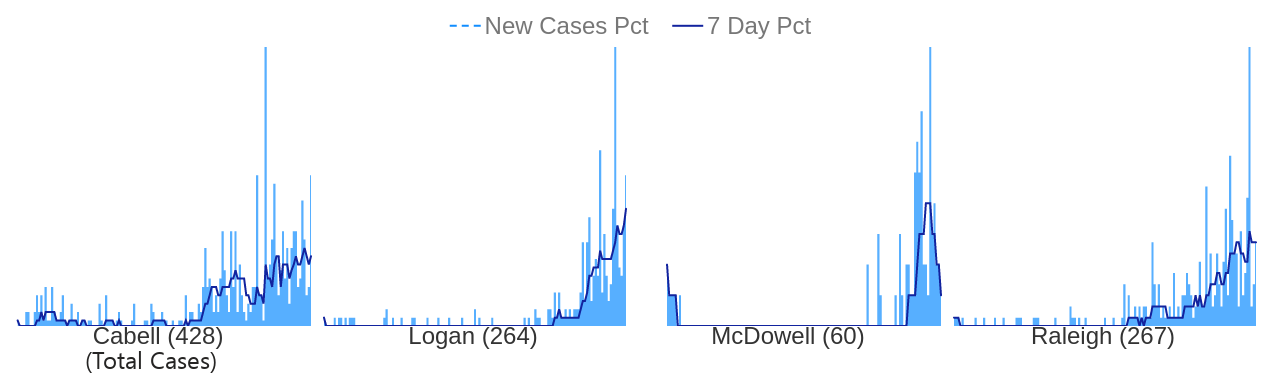 New Cases Pct 7 Day Pct
Cabell (428) Logan (264) McDowell (60) Raleigh (267)
(Total Cases)